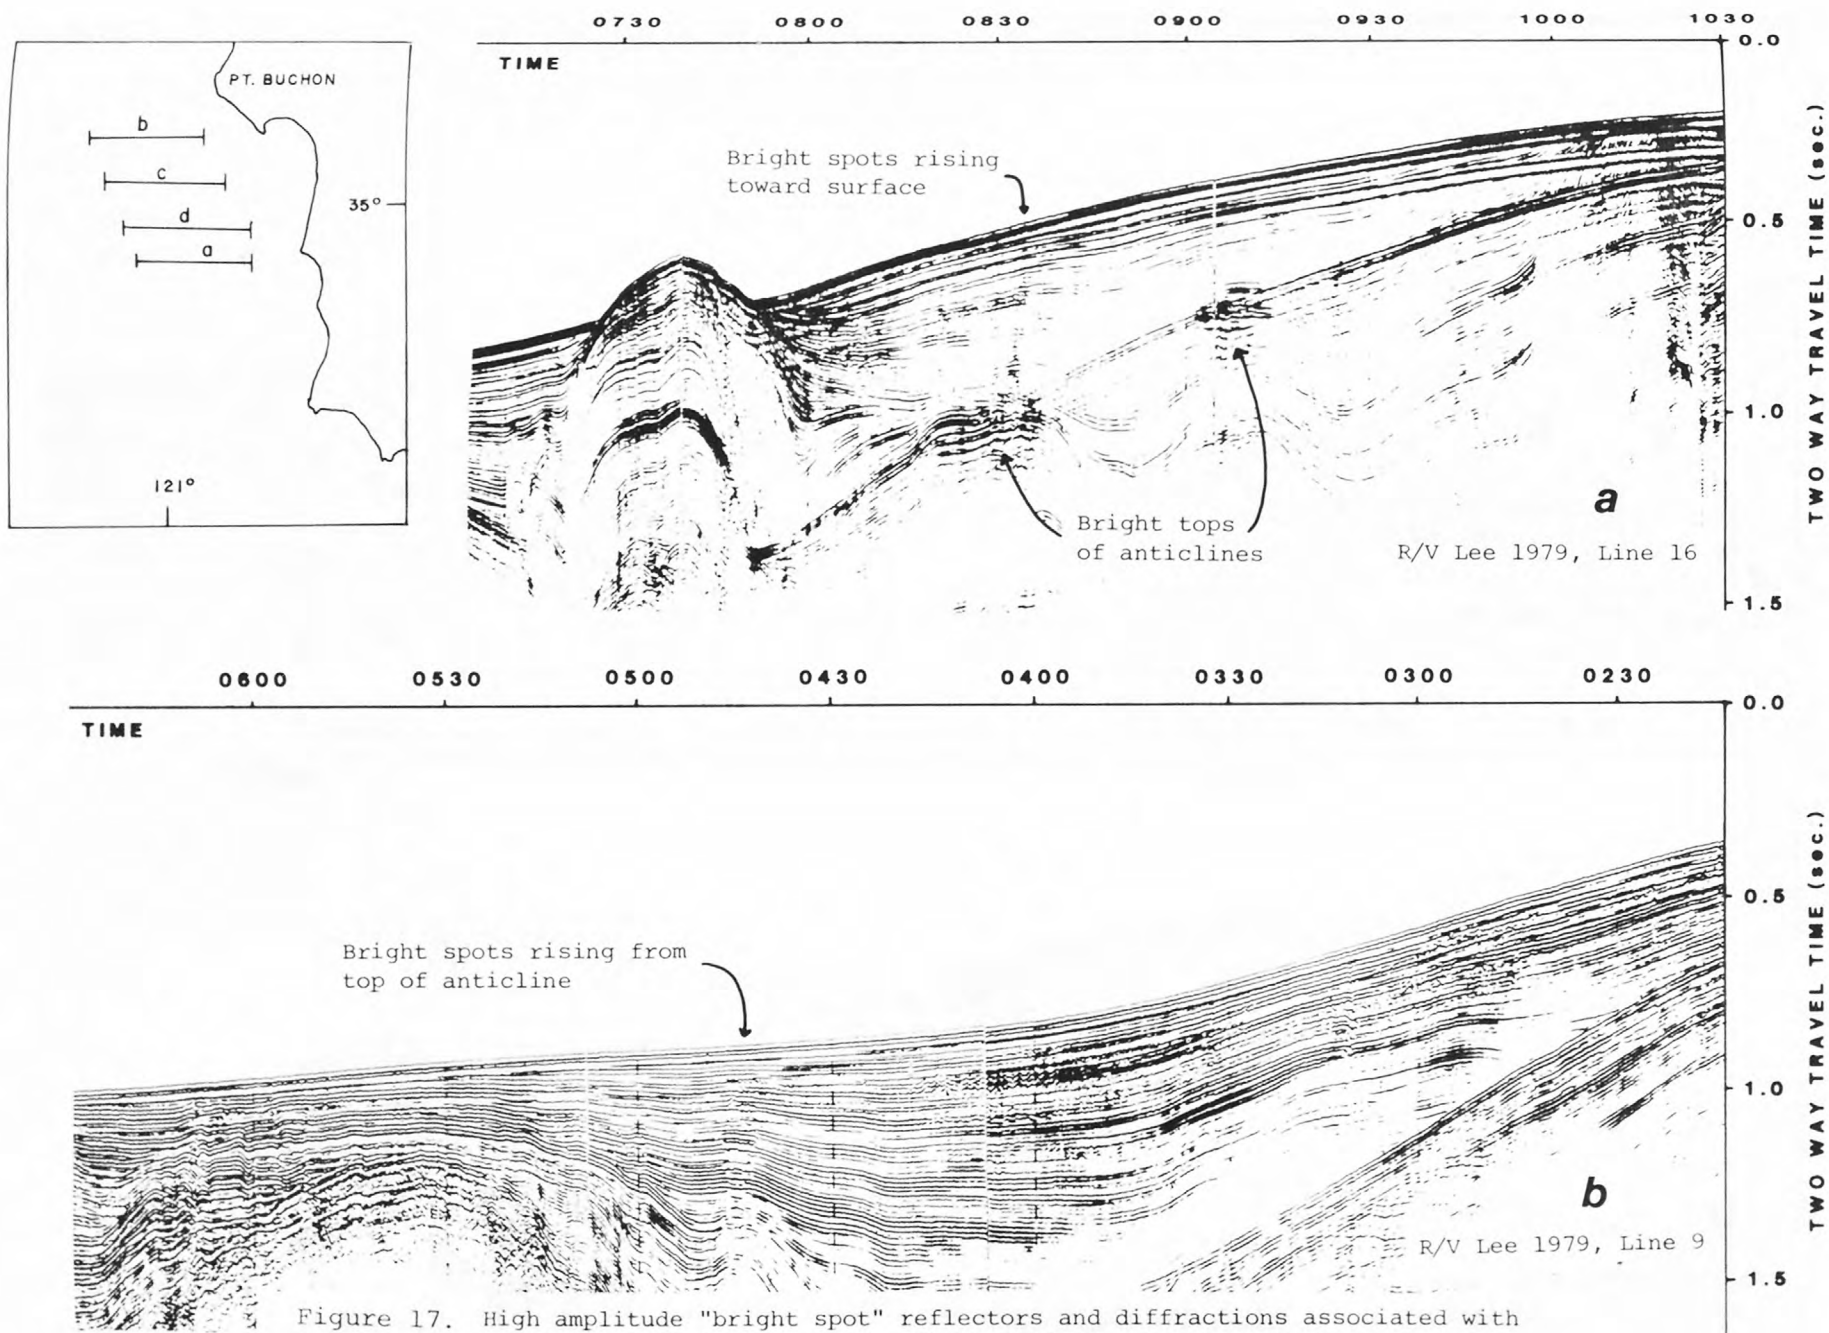 PT. BUCHON
b
c
d
a
35°
121°
0730 0800 0830 0900 0930 1000 1030
TIME
0.0
0.5
1.0
1.5
TWO WAY TRAVEL TIME (sec.)
Bright spots rising
toward surface
Bright tops
of anticlines
a
R/V Lee 1979, Line 16
0600 0530 0500 0430 0400 0330 0300 0230
TIME
0.0
0.5
1.0
1.5
TWO WAY TRAVEL TIME (sec.)
Bright spots rising from
top of anticline
b
R/V Lee 1979, Line 9
Figure 17. High amplitude "bright spot" reflectors and diffractions associated with